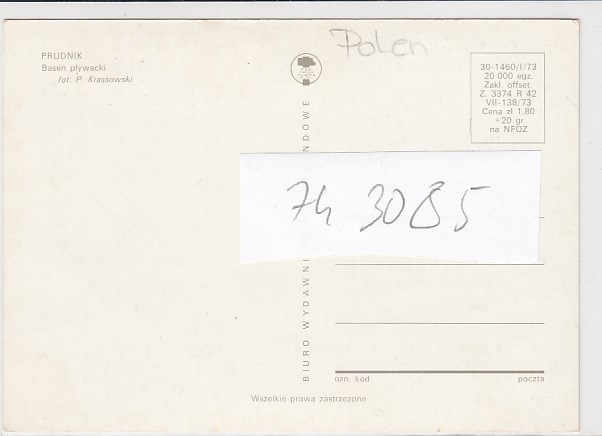 PRUDNIK
Basen pływacki
fot. P. Krassowski
Polen
30-1460/I/73
20 000 egz.
Zakł. offset.
Z. 3374 R 42
VII-138/73
Cena zł 1.80
+20 gr
na NFOZ
7h 3085
BIURO WYDAWNI
NDOWE
ozn. kod.
poczta
Wszelkie prawa zastrzeżone